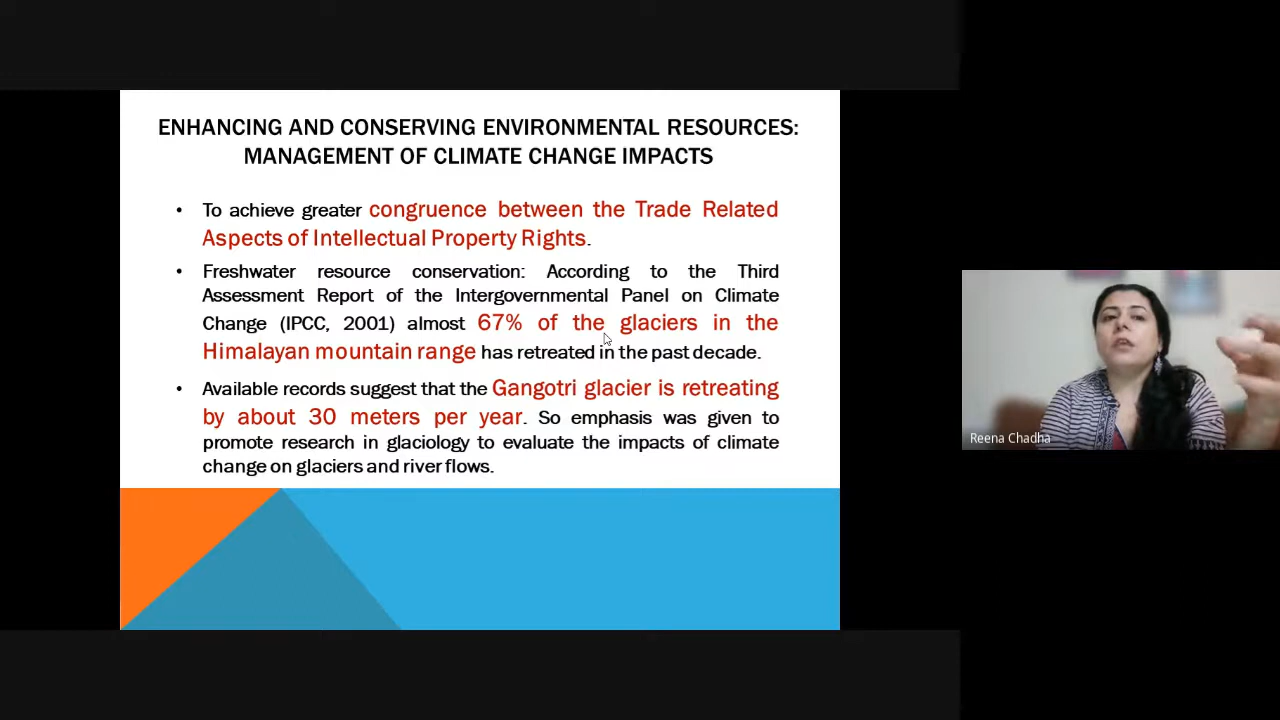 ENHANCING AND CONSERVING ENVIRONMENTAL RESOURCES:
MANAGEMENT OF CLIMATE CHANGE IMPACTS
• To achieve greater congruence between the Trade Related
Aspects of Intellectual Property Rights.
• Freshwater resource conservation: According to the Third
Assessment Report of the Intergovernmental Panel on Climate
Change (IPCC, 2001) almost 67% of the glaciers in the
Himalayan mountain range has retreated in the past decade.
• Available records suggest that the Gangotri glacier is retreating
by about 30 meters per year. So emphasis was given to
promote research in glaciology to evaluate the impacts of climate
change on glaciers and river flows.
Reena Chadha